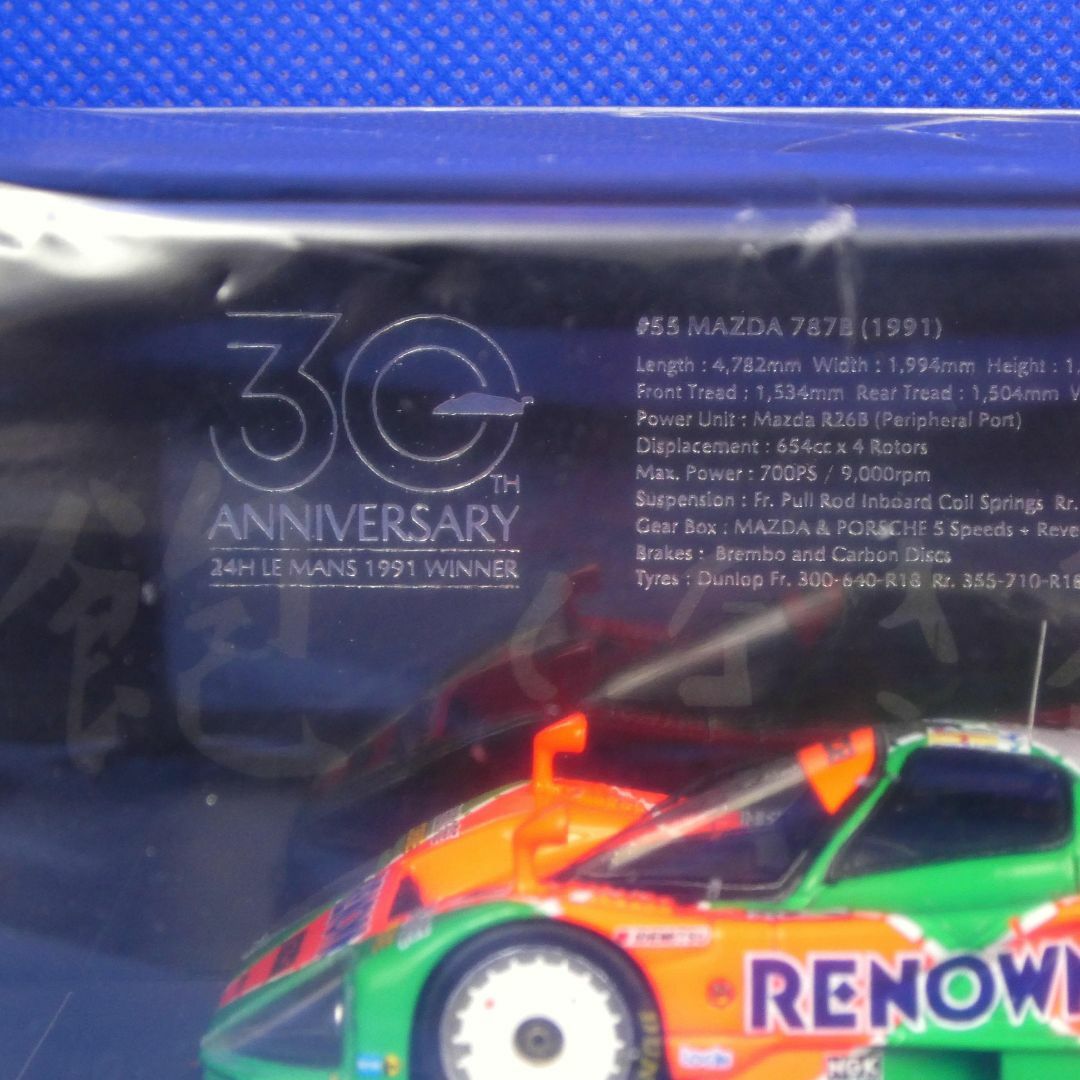 30TH
ANNIVERSARY
24H LE MANS 1991 WINNER
#55 MAZDA 787B (1991)
Length : 4,782mm Width : 1,994mm Height : 1,
Front Tread : 1,534mm Rear Tread : 1,504mm W
Power Unit : Mazda R26B (Peripheral Port)
Displacement : 654cc x 4 Rotors
Max. Power : 700PS / 9,000rpm
Suspension : Fr. Pull Rod Inboard Coil Springs Rr.
Gear Box : MAZDA & PORSCHE 5 Speeds + Reve
Brakes : Brembo and Carbon Discs
Tyres : Dunlop Fr. 300-640-R18 Rr. 355-710-R18
飽
RENOWN
NGK